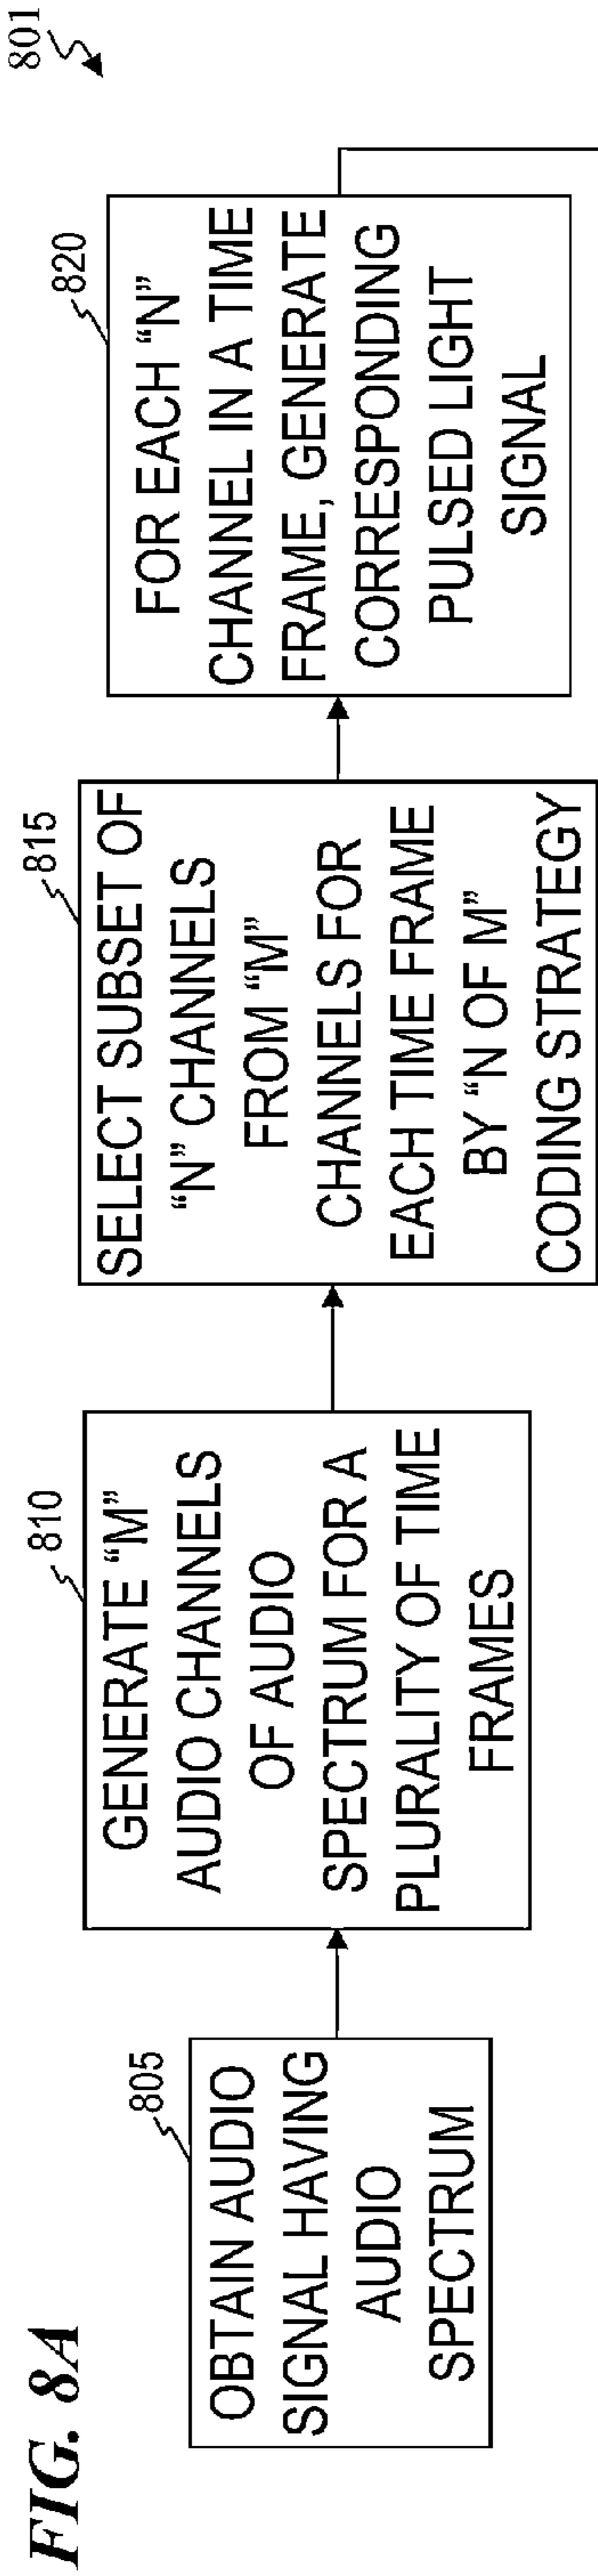 FIG. 8A
801
805
OBTAIN AUDIO
SIGNAL HAVING
AUDIO
SPECTRUM
810
GENERATE “M”
AUDIO CHANNELS
OF AUDIO
SPECTRUM FOR A
PLURALITY OF TIME
FRAMES
815
SELECT SUBSET OF
“N” CHANNELS
FROM “M”
CHANNELS FOR
EACH TIME FRAME
BY “N OF M”
CODING STRATEGY
820
FOR EACH “N”
CHANNEL IN A TIME
FRAME, GENERATE
CORRESPONDING
PULSED LIGHT
SIGNAL